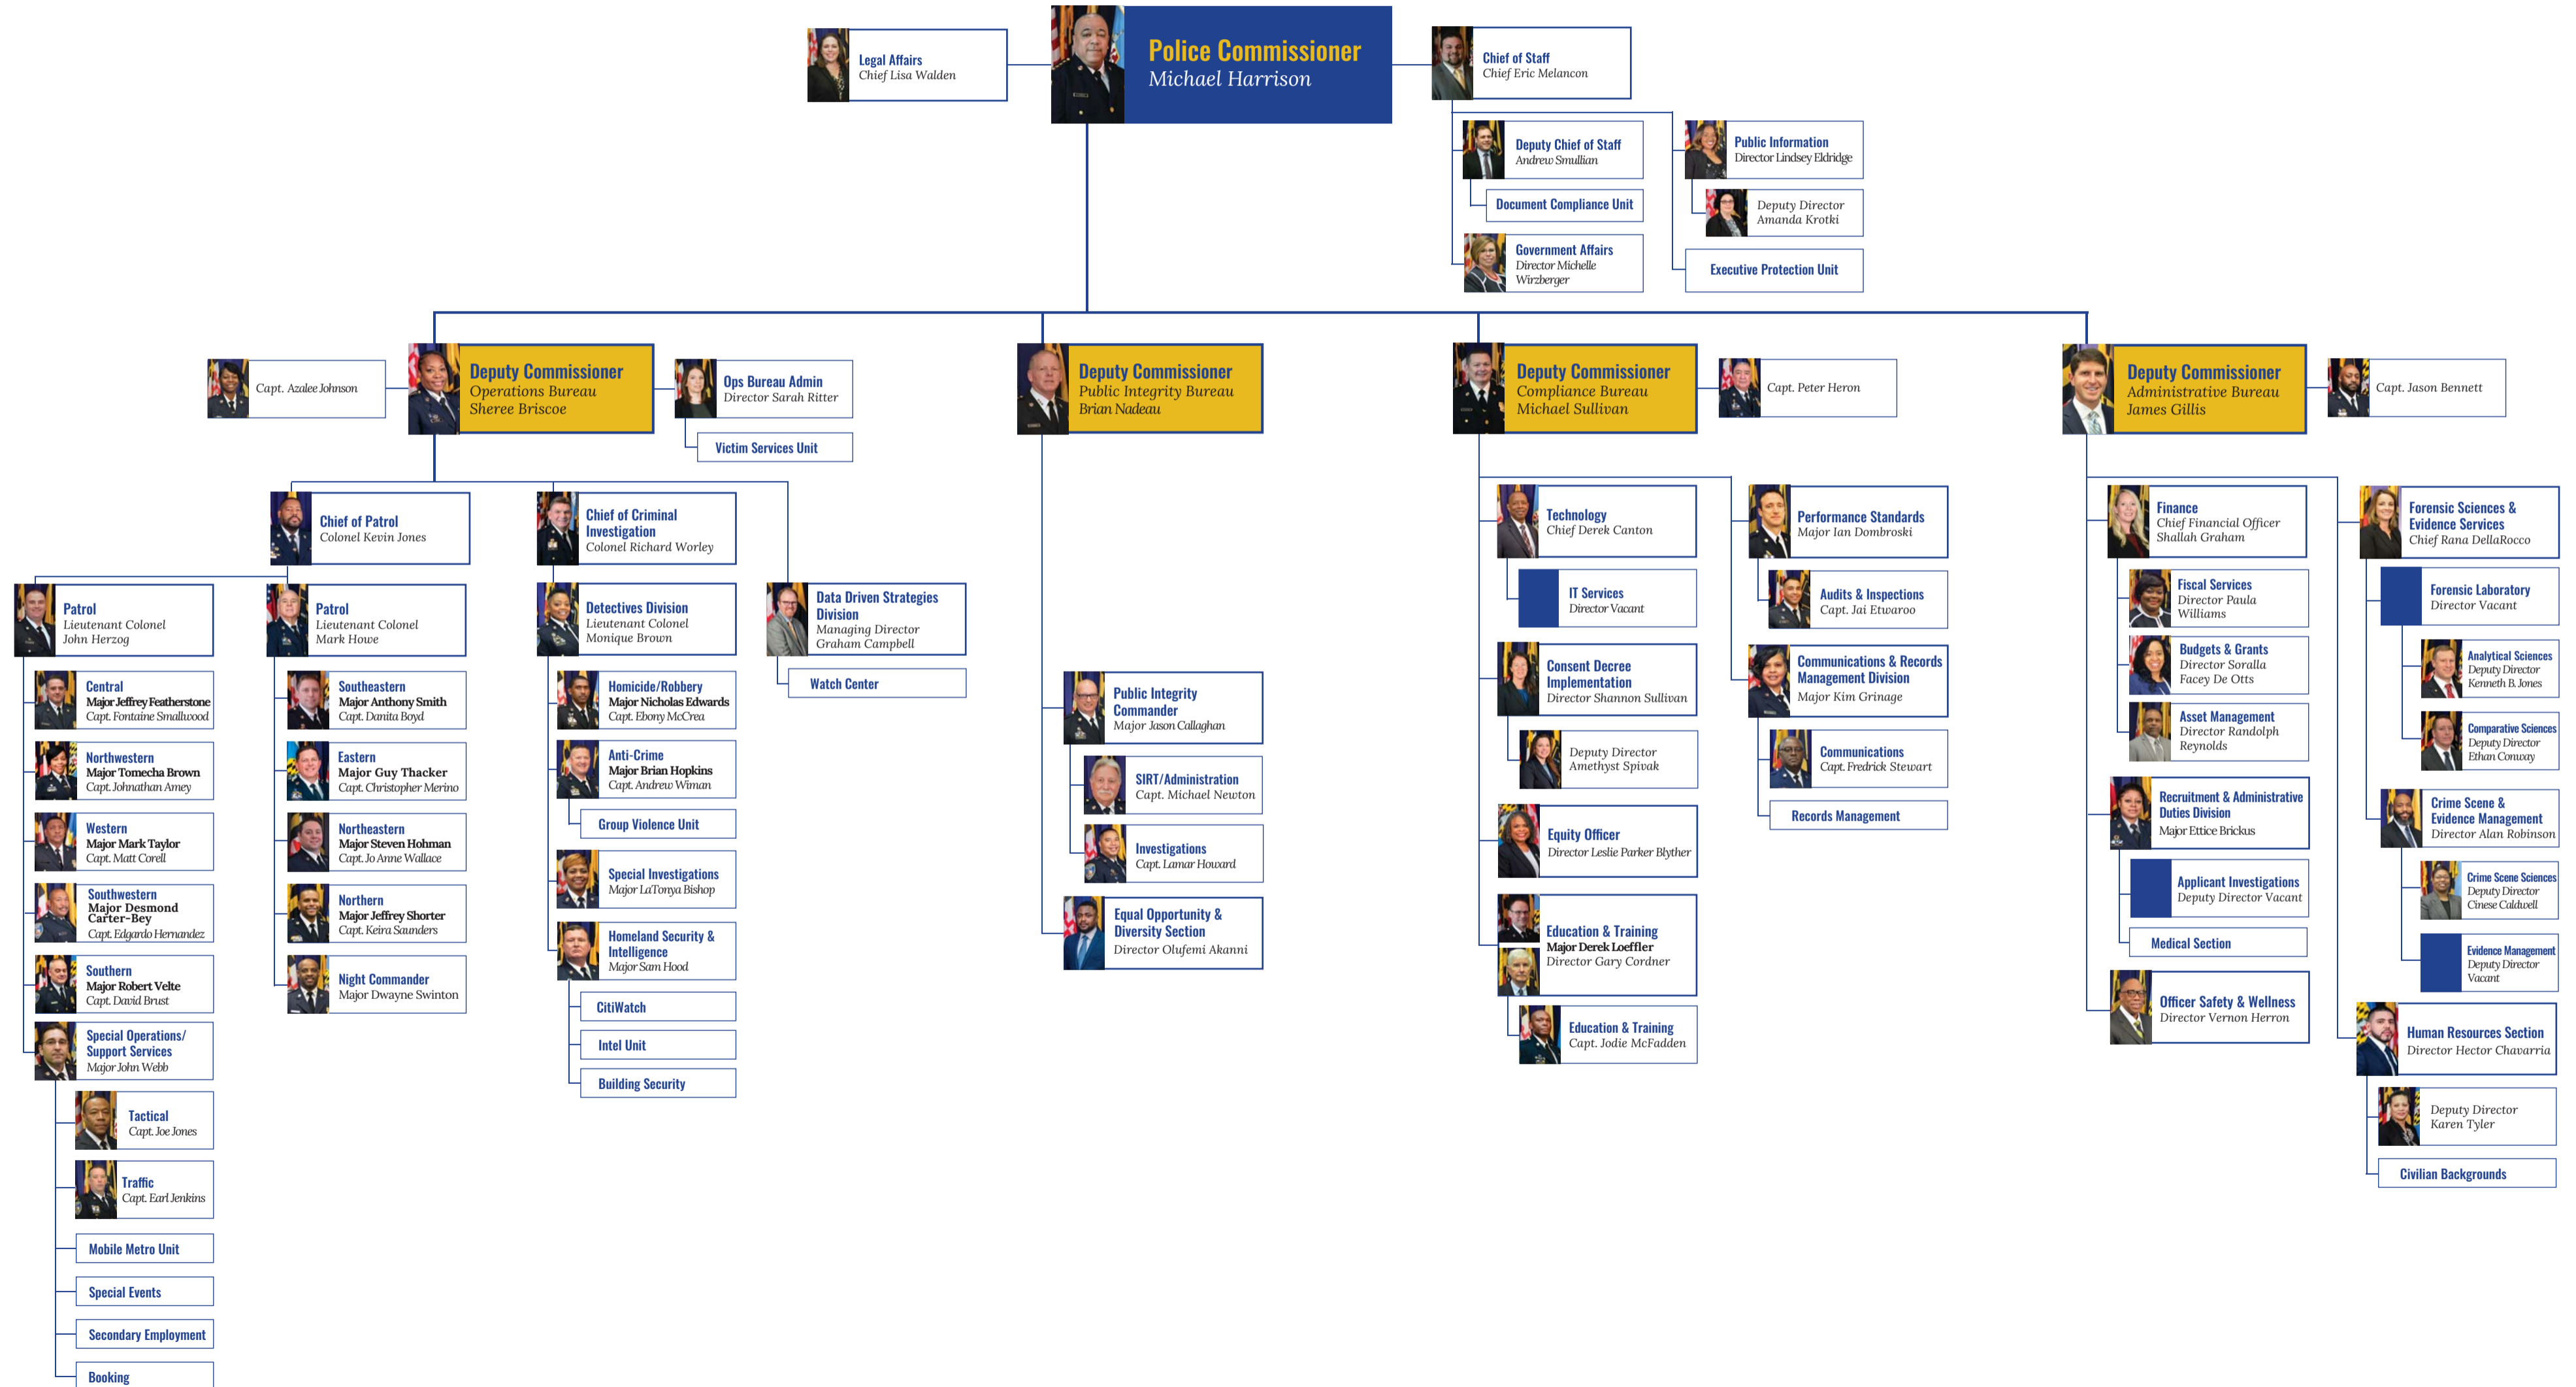 Legal Affairs
Chief Lisa Walden
Police Commissioner
Michael Harrison
Chief of Staff
Chief Eric Melancon
Deputy Chief of Staff
Andrew Smullian
Document Compliance Unit
Government Affairs
Director Michelle
Wirzberger
Public Information
Director Lindsey Eldridge
Deputy Director
Amanda Krotki
Executive Protection Unit
Capt. Azalee Johnson
Deputy Commissioner
Operations Bureau
Sheree Briscoe
Ops Bureau Admin
Director Sarah Ritter
Victim Services Unit
Chief of Patrol
Colonel Kevin Jones
Patrol
Lieutenant Colonel
John Herzog
Central
Major Jeffrey Featherstone
Capt. Fontaine Smallwood
Northwestern
Major Tomecha Brown
Capt. Johnathan Amey
Western
Major Mark Taylor
Capt. Matt Corell
Southwestern
Major Desmond
Carter-Bey
Capt. Edgardo Hernandez
Southern
Major Robert Velte
Capt. David Brust
Special Operations/
Support Services
Major John Webb
Tactical
Capt. Joe Jones
Traffic
Capt. Earl Jenkins
Mobile Metro Unit
Special Events
Secondary Employment
Booking
Patrol
Lieutenant Colonel
Mark Howe
Southeastern
Major Anthony Smith
Capt. Danita Boyd
Eastern
Major Guy Thacker
Capt. Christopher Merino
Northeastern
Major Steven Hohman
Capt. Jo Anne Wallace
Northern
Major Jeffrey Shorter
Capt. Keira Saunders
Night Commander
Major Dwayne Swinton
Chief of Criminal
Investigation
Colonel Richard Worley
Detectives Division
Lieutenant Colonel
Monique Brown
Homicide/Robbery
Major Nicholas Edwards
Capt. Ebony McCrea
Anti-Crime
Major Brian Hopkins
Capt. Andrew Wiman
Group Violence Unit
Special Investigations
Major LaTonya Bishop
Homeland Security &
Intelligence
Major Sam Hood
CitiWatch
Intel Unit
Building Security
Data Driven Strategies
Division
Managing Director
Graham Campbell
Watch Center
Deputy Commissioner
Public Integrity Bureau
Brian Nadeau
Public Integrity
Commander
Major Jason Callaghan
SIRT/Administration
Capt. Michael Newton
Investigations
Capt. Lamar Howard
Equal Opportunity &
Diversity Section
Director Olufemi Akanni
Deputy Commissioner
Compliance Bureau
Michael Sullivan
Capt. Peter Heron
Technology
Chief Derek Canton
IT Services
Director Vacant
Consent Decree
Implementation
Director Shannon Sullivan
Deputy Director
Amethyst Spivak
Equity Officer
Director Leslie Parker Blyther
Education & Training
Major Derek Loeffler
Director Gary Cordner
Education & Training
Capt. Jodie McFadden
Performance Standards
Major Ian Dombroski
Audits & Inspections
Capt. Jai Etwaroo
Communications & Records
Management Division
Major Kim Grinage
Communications
Capt. Fredrick Stewart
Records Management
Deputy Commissioner
Administrative Bureau
James Gillis
Capt. Jason Bennett
Finance
Chief Financial Officer
Shallah Graham
Fiscal Services
Director Paula
Williams
Budgets & Grants
Director Soralla
Facey De Otts
Asset Management
Director Randolph
Reynolds
Recruitment & Administrative
Duties Division
Major Ettice Brickus
Applicant Investigations
Deputy Director Vacant
Medical Section
Officer Safety & Wellness
Director Vernon Herron
Forensic Sciences &
Evidence Services
Chief Rana DellaRocco
Forensic Laboratory
Director Vacant
Analytical Sciences
Deputy Director
Kenneth B. Jones
Comparative Sciences
Deputy Director
Ethan Conway
Crime Scene &
Evidence Management
Director Alan Robinson
Crime Scene Sciences
Deputy Director
Cinese Caldwell
Evidence Management
Deputy Director
Vacant
Human Resources Section
Director Hector Chavarria
Deputy Director
Karen Tyler
Civilian Backgrounds